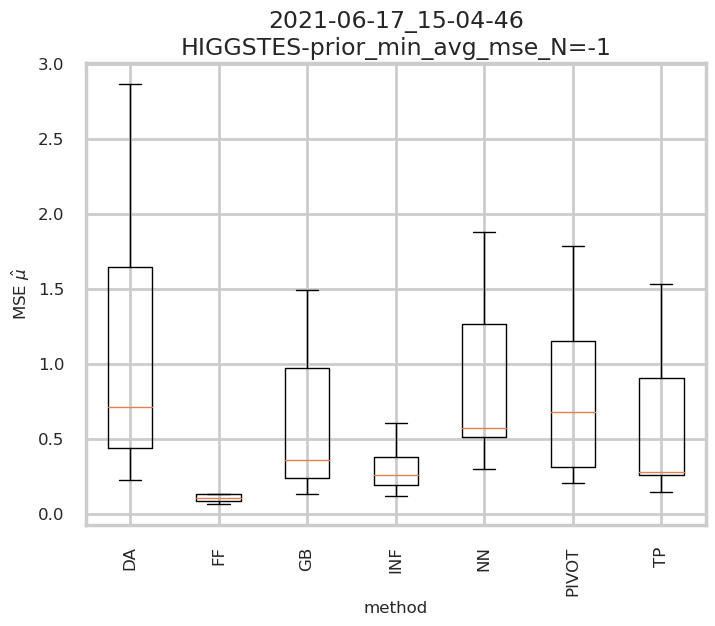 2021-06-17_15-04-46
HIGGSTES-prior_min_avg_mse_N=-1
3.0
2.5
2.0
1.5
1.0
0.5
0.0
MSE μ̂
DA
FF
GB
INF
NN
PIVOT
TP
method